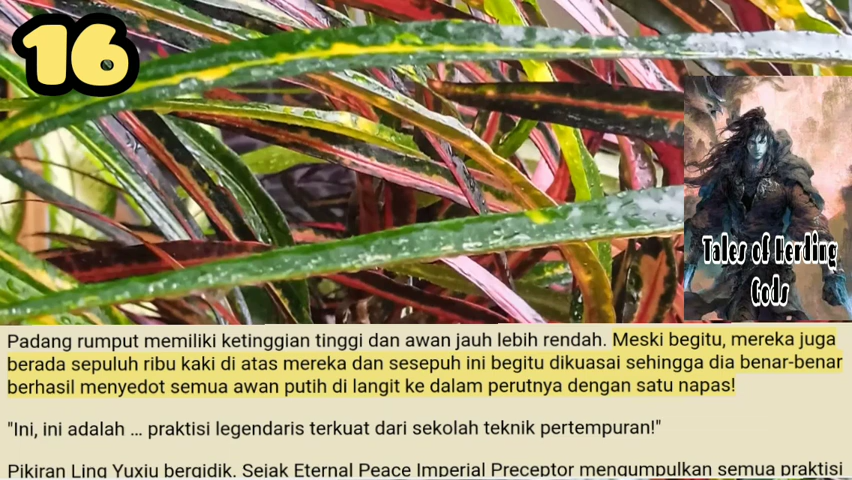 16
Tales of Herding
Gods
Padang rumput memiliki ketinggian tinggi dan awan jauh lebih rendah. Meski begitu, mereka juga
berada sepuluh ribu kaki di atas mereka dan sesepuh ini begitu dikuasai sehingga dia benar-benar
berhasil menyedot semua awan putih di langit ke dalam perutnya dengan satu napas!
"Ini, ini adalah ... praktisi legendaris terkuat dari sekolah teknik pertempuran!"
Pikiran Ling Yuxiu bergidik. Sejak Eternal Peace Imperial Preceptor mengumpulkan semua praktisi